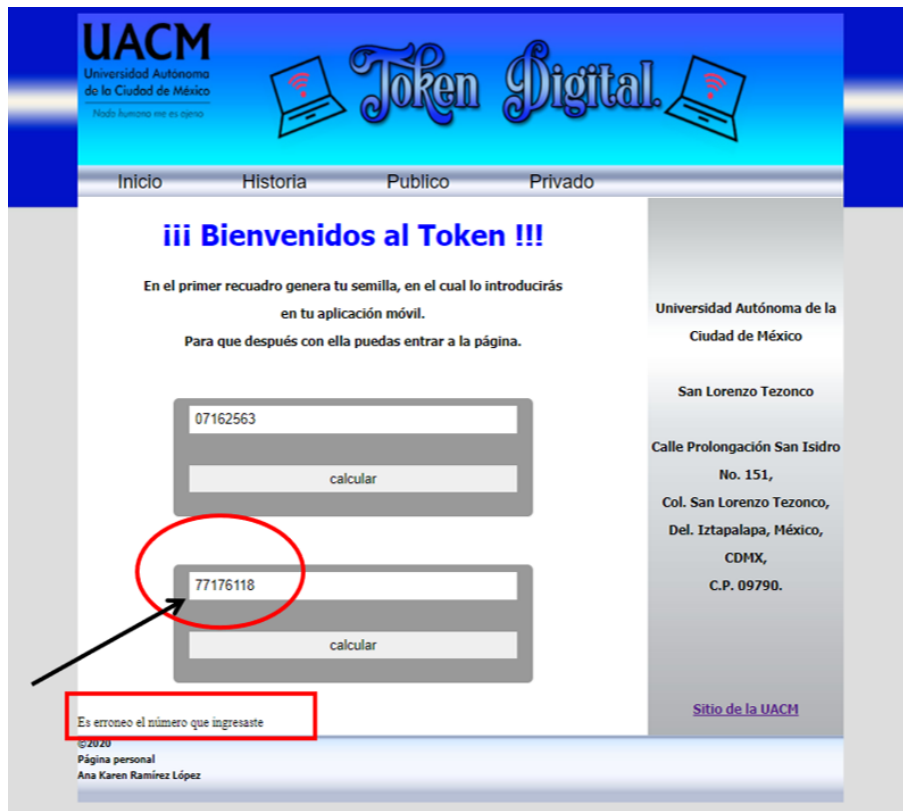 UACM
Universidad Autónoma
de la Ciudad de México
Nada humano me es ajeno
Token Digital.
Inicio Historia Publico Privado
¡¡¡ Bienvenidos al Token !!!
En el primer recuadro genera tu semilla, en el cual lo introducirás
en tu aplicación móvil.
Para que después con ella puedas entrar a la página.
07162563
calcular
77176118
calcular
Es erroneo el número que ingresaste
Universidad Autónoma de la
Ciudad de México
San Lorenzo Tezonco
Calle Prolongación San Isidro
No. 151,
Col. San Lorenzo Tezonco,
Del. Iztapalapa, México,
CDMX,
C.P. 09790.
Sitio de la UACM
©2020
Página personal
Ana Karen Ramírez López